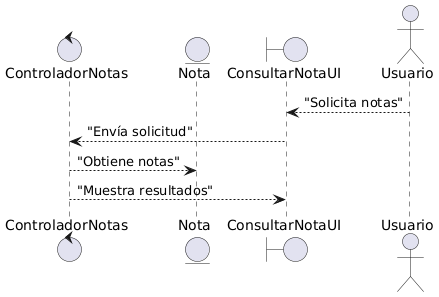 ControladorNotas Nota ConsultarNotaUI Usuario
"Solicita notas"
"Envía solicitud"
"Obtiene notas"
"Muestra resultados"
ControladorNotas Nota ConsultarNotaUI Usuario